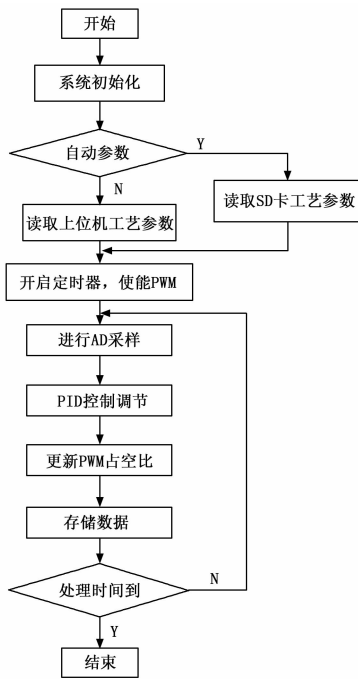 开始
系统初始化
自动参数
Y
N
读取SD卡工艺参数
读取上位机工艺参数
开启定时器，使能PWM
进行AD采样
PID控制调节
更新PWM占空比
存储数据
处理时间到
N
Y
结束